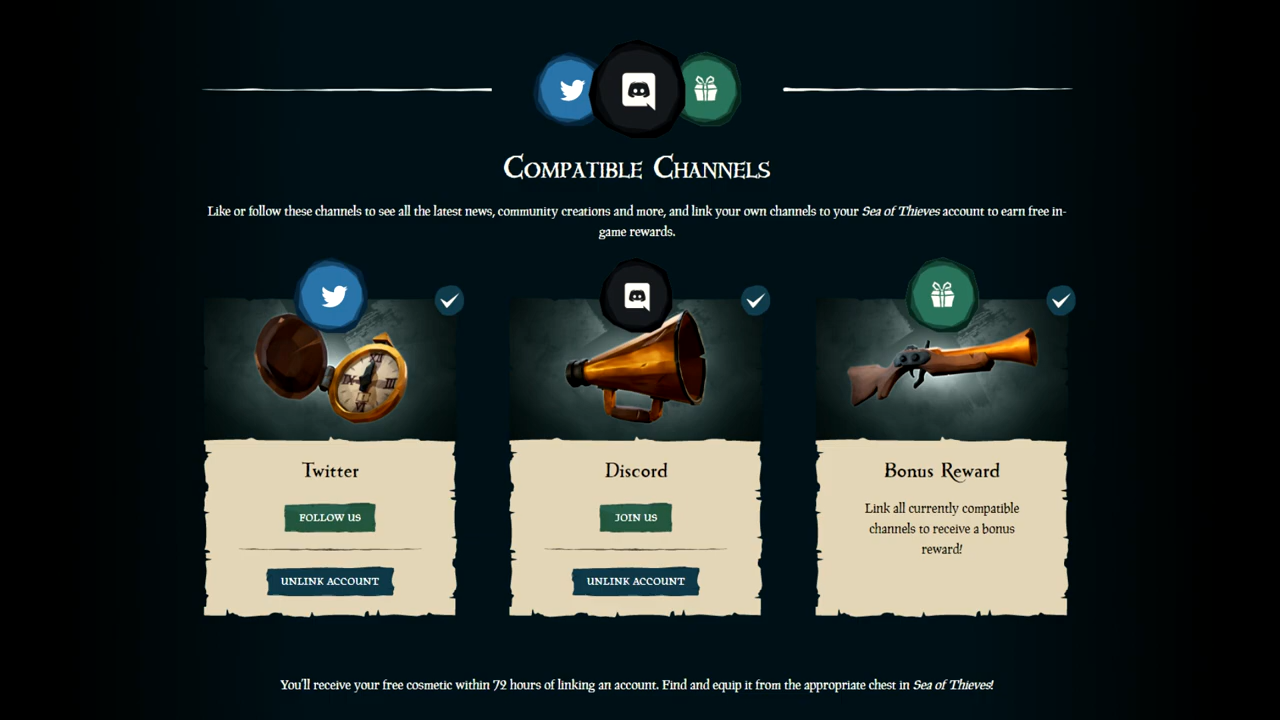 Compatible Channels
Like or follow these channels to see all the latest news, community creations and more, and link your own channels to your Sea of Thieves account to earn free in-
game rewards.
XII
III
VI
IX
Twitter
FOLLOW US
UNLINK ACCOUNT
Discord
JOIN US
UNLINK ACCOUNT
Bonus Reward
Link all currently compatible
channels to receive a bonus
reward!
You'll receive your free cosmetic within 72 hours of linking an account. Find and equip it from the appropriate chest in Sea of Thieves!